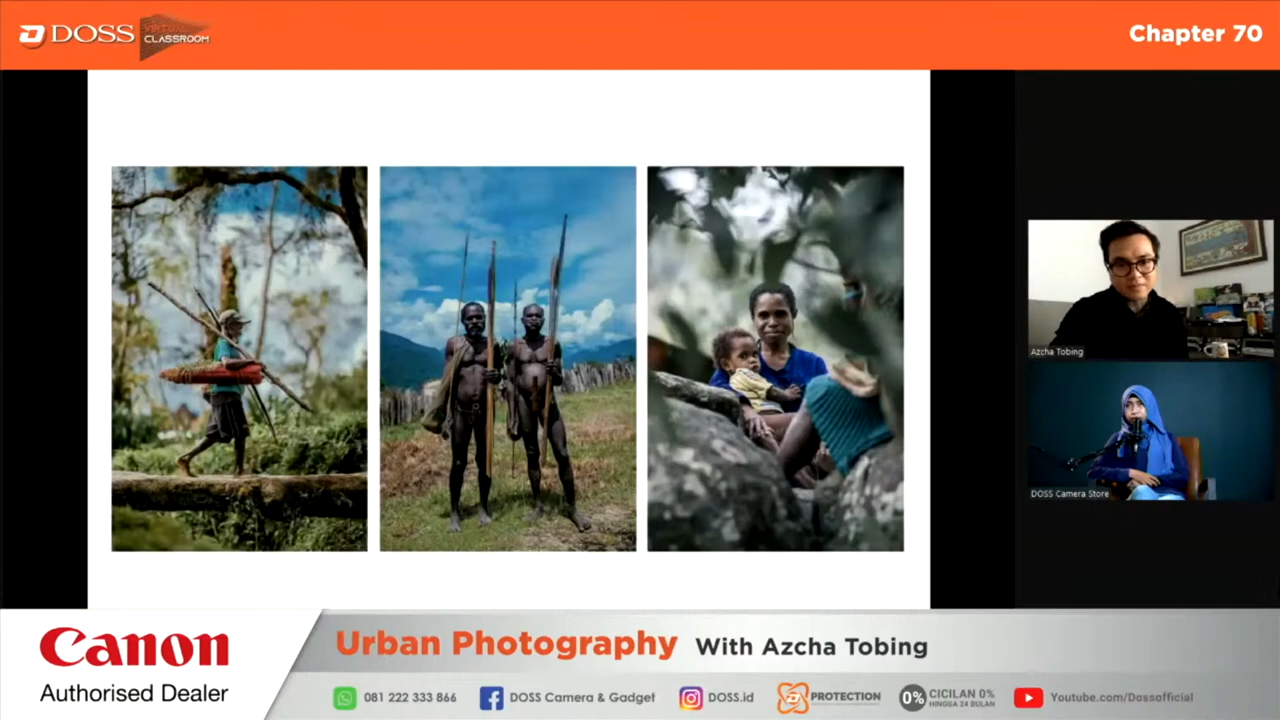 DOSS
VIRTUAL
CLASSROOM
Chapter 70
Azcha Tobing
DOSS Camera Store
Canon
Authorised Dealer
Urban Photography With Azcha Tobing
081 222 333 866
DOSS Camera & Gadget
DOSS.id
PROTECTION
0%
CICILAN 0%
HINGGA 24 BULAN
Youtube.com/Dossofficial